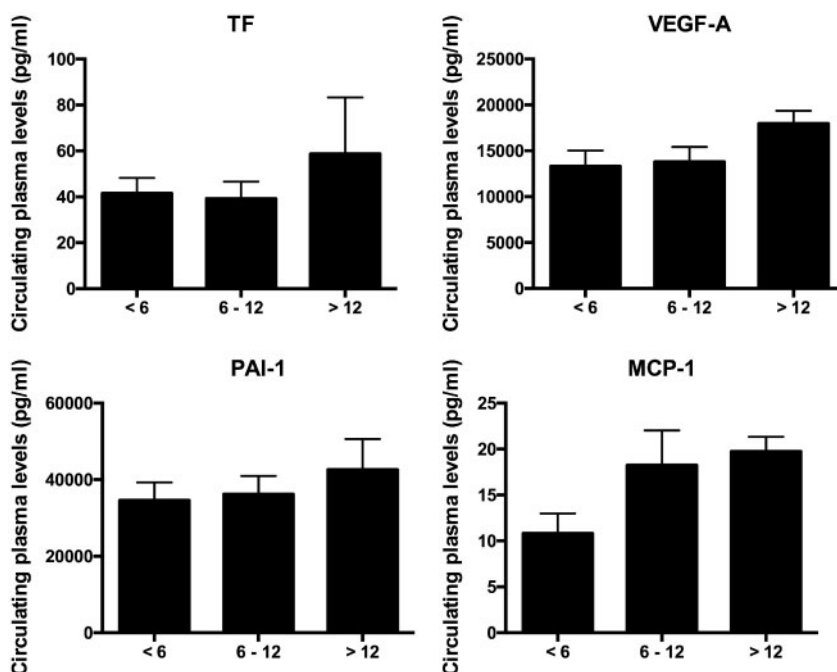 TF
Circulating plasma levels (pg/ml)
100
80
60
40
20
0
< 6
6 - 12
> 12
VEGF-A
Circulating plasma levels (pg/ml)
25000
20000
15000
10000
5000
0
< 6
6 - 12
> 12
PAI-1
Circulating plasma levels (pg/ml)
60000
40000
20000
0
< 6
6 - 12
> 12
MCP-1
Circulating plasma levels (pg/ml)
25
20
15
10
5
0
< 6
6 - 12
> 12